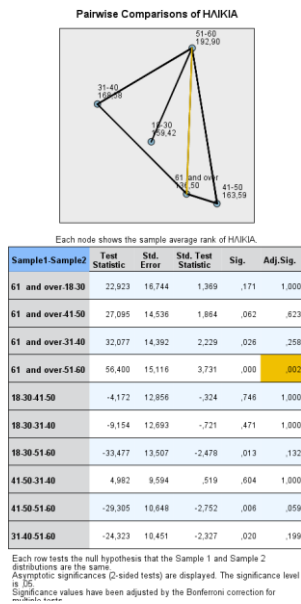 Pairwise Comparisons of ΗΛΙΚΙΑ
51-60
192,90
31-40
168,58
18-30
159,42
61 and over
136,50
41-50
163,59
Each node shows the sample average rank of ΗΛΙΚΙΑ.
Sample1-Sample2 Test Statistic Std. Error Std. Test Statistic Sig. Adj.Sig.
61 and over-18-30 22,923 16,744 1,369 ,171 1,000
61 and over-41-50 27,095 14,536 1,864 ,062 ,623
61 and over-31-40 32,077 14,392 2,229 ,026 ,258
61 and over-51-60 56,400 15,116 3,731 ,000 ,002
18-30-41-50 -4,172 12,856 -,324 ,746 1,000
18-30-31-40 -9,154 12,693 -,721 ,471 1,000
18-30-51-60 -33,477 13,507 -2,478 ,013 ,132
41-50-31-40 4,982 9,594 ,519 ,604 1,000
41-50-51-60 -29,305 10,648 -2,752 ,006 ,059
31-40-51-60 -24,323 10,451 -2,327 ,020 ,199
Each row tests the null hypothesis that the Sample 1 and Sample 2
distributions are the same.
Asymptotic significances (2-sided tests) are displayed. The significance level
is ,05.
Significance values have been adjusted by the Bonferroni correction for
multiple tests.